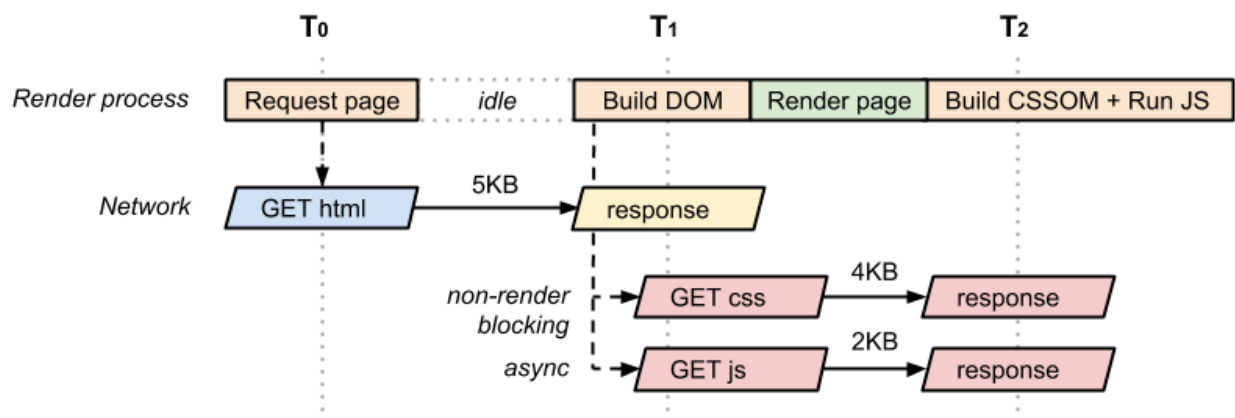 T0 T1 T2
Render process Request page idle Build DOM Render page Build CSSOM + Run JS
5KB
Network GET html response
4KB
non-render GET css response
blocking
2KB
async GET js response